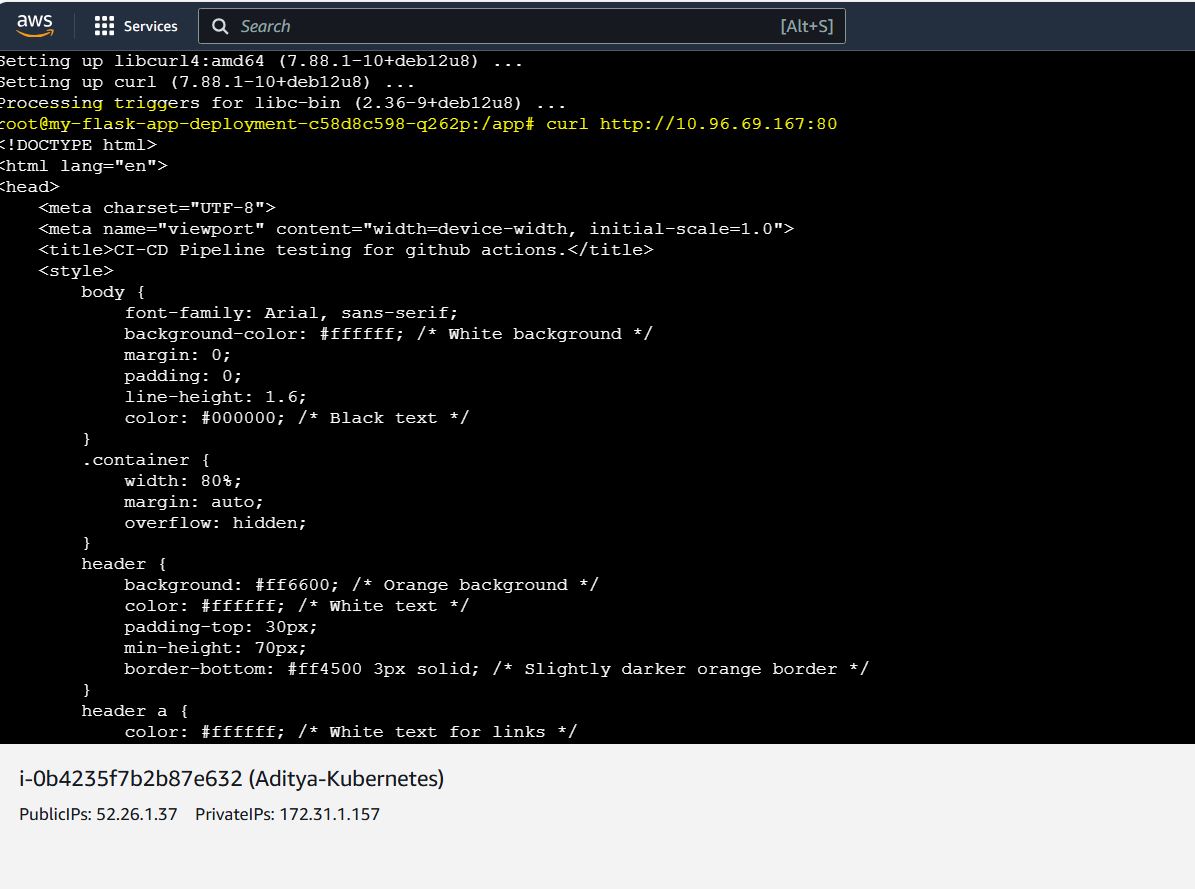 aws
Services
Search
[Alt+S]
Setting up libcurl4:amd64 (7.88.1-10+deb12u8) ...
Setting up curl (7.88.1-10+deb12u8) ...
Processing triggers for libc-bin (2.36-9+deb12u8) ...
root@my-flask-app-deployment-c58d8c598-q262p:/app# curl http://10.96.69.167:80
<!DOCTYPE html>
<html lang="en">
<head>
    <meta charset="UTF-8">
    <meta name="viewport" content="width=device-width, initial-scale=1.0">
    <title>CI-CD Pipeline testing for github actions.</title>
    <style>
        body {
            font-family: Arial, sans-serif;
            background-color: #ffffff; /* White background */
            margin: 0;
            padding: 0;
            line-height: 1.6;
            color: #000000; /* Black text */
        }
        .container {
            width: 80%;
            margin: auto;
            overflow: hidden;
        }
        header {
            background: #ff6600; /* Orange background */
            color: #ffffff; /* White text */
            padding-top: 30px;
            min-height: 70px;
            border-bottom: #ff4500 3px solid; /* Slightly darker orange border */
        }
        header a {
            color: #ffffff; /* White text for links */
i-0b4235f7b2b87e632 (Aditya-Kubernetes)
PublicIPs: 52.26.1.37 PrivateIPs: 172.31.1.157